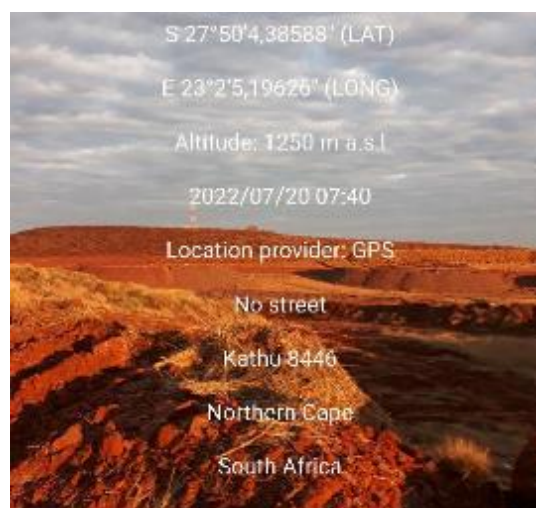 S 27°50'4,38588" (LAT)
E 23°2'5,19626" (LONG)
Altitude: 1250 m a.s.l
2022/07/20 07:40
Location provider: GPS
No street
Kathu 8446
Northern Cape
South Africa